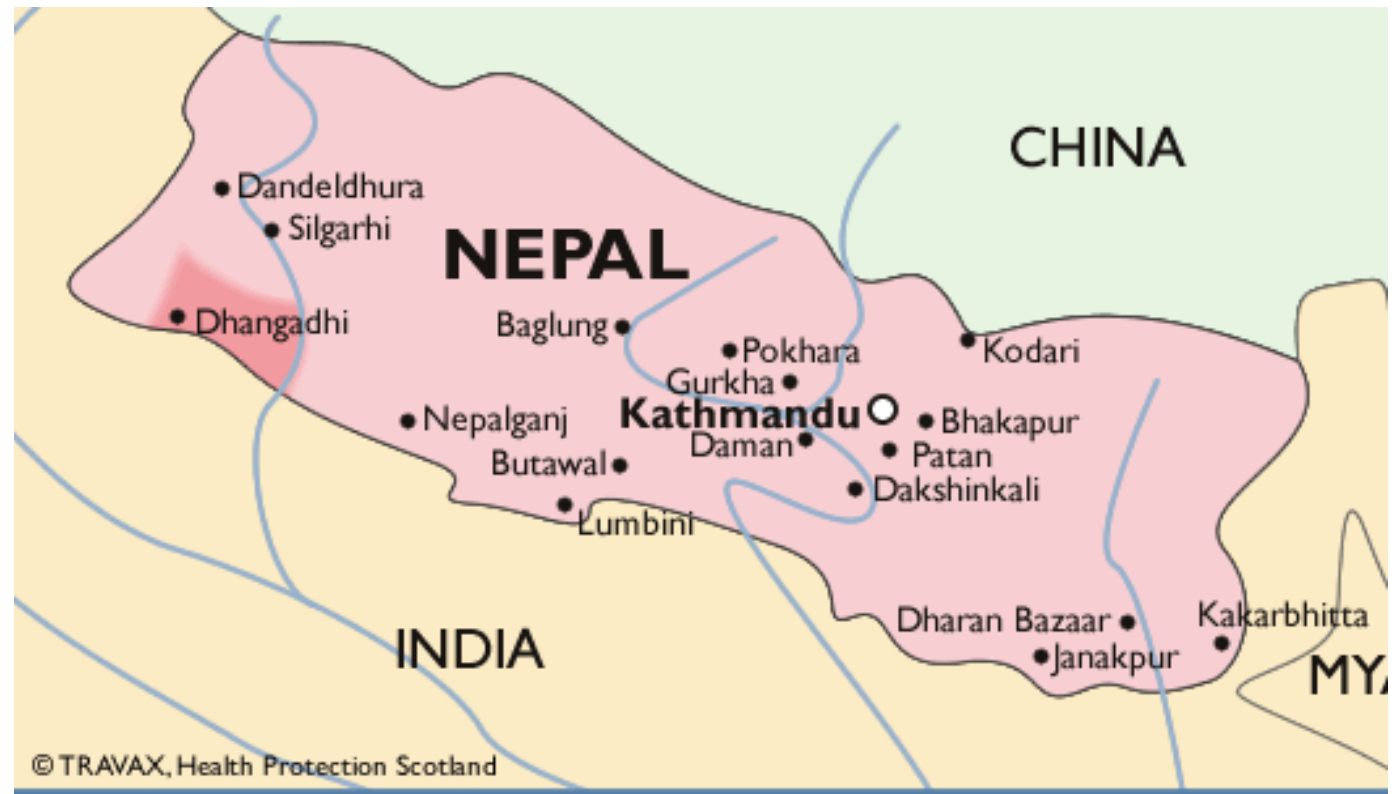 CHINA
Dandeldhura
Silgarhi
NEPAL
Dhangadhi
Baglung
Pokhara
Kodari
Gurkha
Kathmandu
Nepalganj
Bhakapur
Daman
Patan
Butawal
Dakshinkali
Lumbini
Dharan Bazaar
Kakarbhitta
INDIA
Janakpur
© TRAVAX, Health Protection Scotland